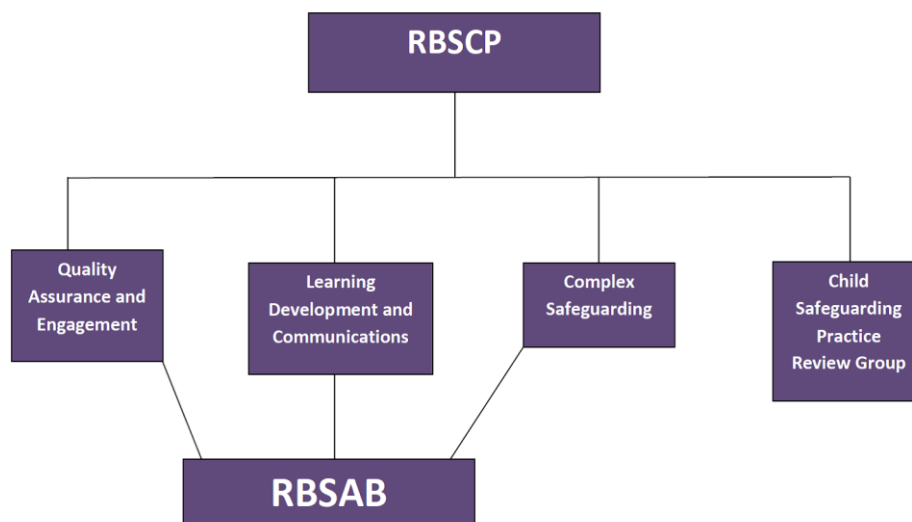 RBSCP
Quality
Assurance and
Engagement
Learning
Development and
Communications
Complex
Safeguarding
Child
Safeguarding
Practice
Review Group
RBSAB